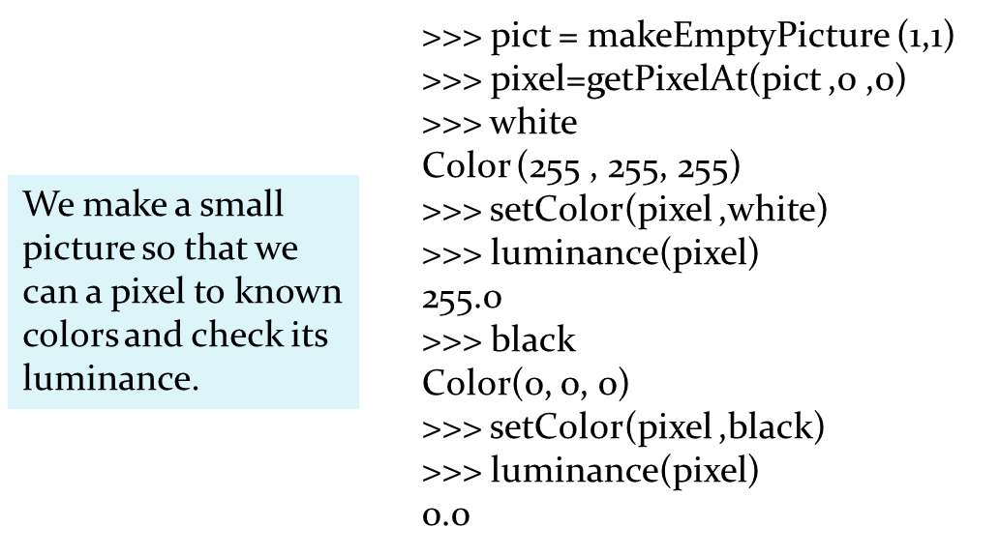 We make a small
picture so that we
can a pixel to known
colors and check its
luminance.
>>> pict = makeEmptyPicture (1,1)
>>> pixel=getPixelAt(pict ,0 ,0)
>>> white
Color (255 , 255, 255)
>>> setColor(pixel ,white)
>>> luminance(pixel)
255.0
>>> black
Color(0, 0, 0)
>>> setColor(pixel ,black)
>>> luminance(pixel)
0.0